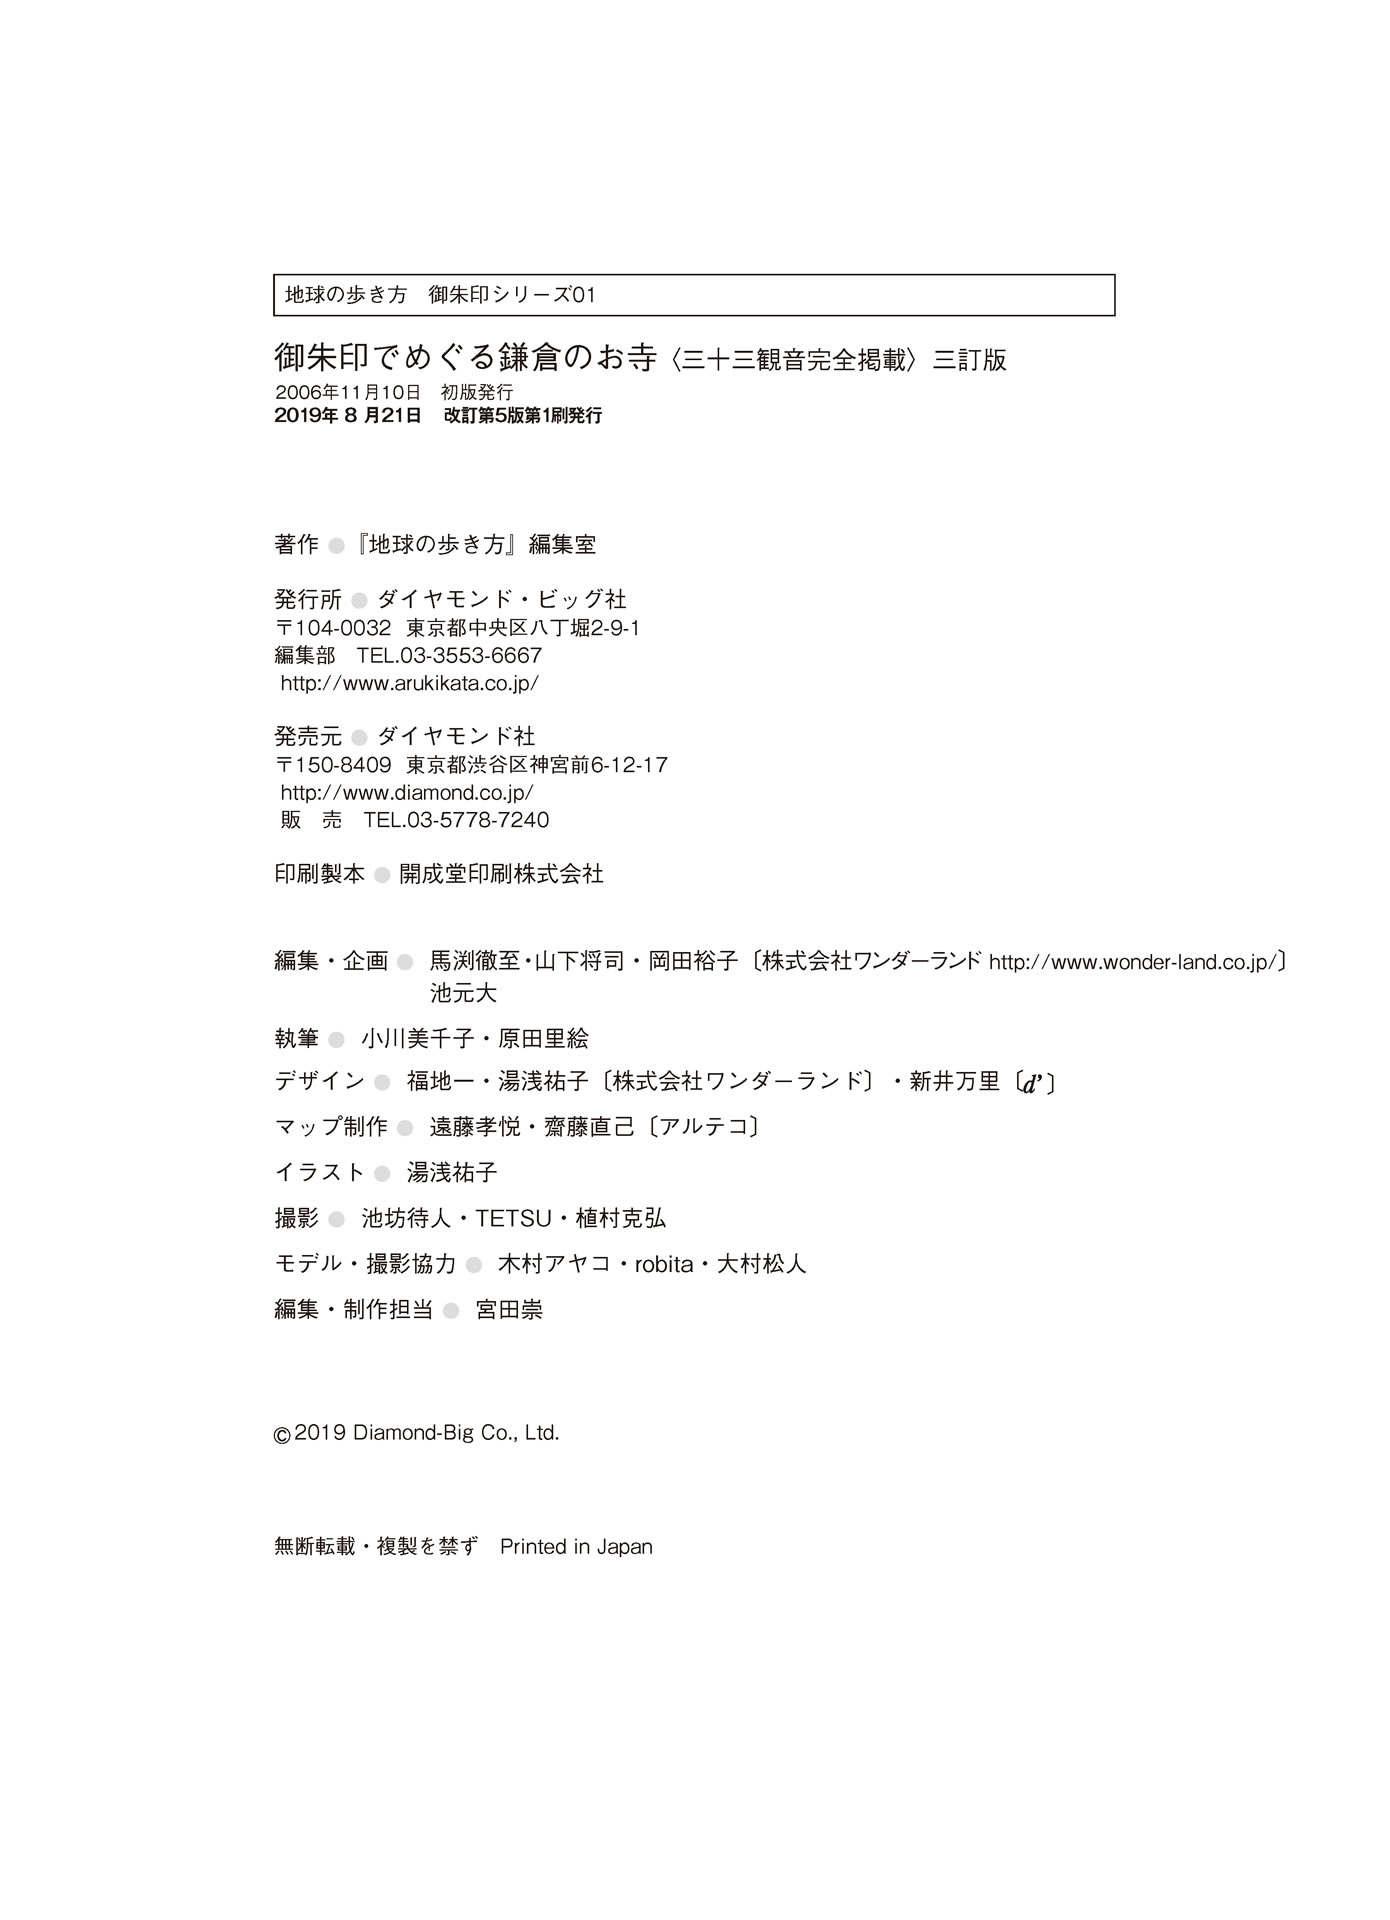 地球の歩き方　御朱印シリーズ01
御朱印でめぐる鎌倉のお寺〈三十三観音完全掲載〉三訂版
2006年11月10日　初版発行
2019年 8 月21日　改訂第5版第1刷発行
著作 ● 『地球の歩き方』編集室
発行所 ● ダイヤモンド・ビッグ社
〒104-0032　東京都中央区八丁堀2-9-1
編集部　TEL.03-3553-6667
http://www.arukikata.co.jp/
発売元 ● ダイヤモンド社
〒150-8409　東京都渋谷区神宮前6-12-17
http://www.diamond.co.jp/
販　売　TEL.03-5778-7240
印刷製本 ● 開成堂印刷株式会社
編集・企画 ● 馬渕徹至・山下将司・岡田裕子〔株式会社ワンダーランド http://www.wonder-land.co.jp/〕
池元大
執筆 ● 小川美千子・原田里絵
デザイン ● 福地一・湯浅祐子〔株式会社ワンダーランド〕・新井万里〔d'〕
マップ制作 ● 遠藤孝悦・齋藤直己〔アルテコ〕
イラスト ● 湯浅祐子
撮影 ● 池坊待人・TETSU・植村克弘
モデル・撮影協力 ● 木村アヤコ・robita・大村松人
編集・制作担当 ● 宮田崇
©2019 Diamond-Big Co., Ltd.
無断転載・複製を禁ず　Printed in Japan